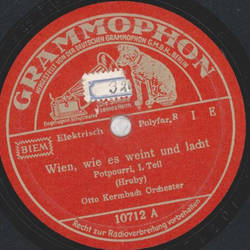 GRAMMOPHON
HERGESTELLT VON DER DEUTSCHEN GRAMMOPHON G.M.B.H., BERLIN
BIEM
Elektrisch
Polyfar R I E
Wien, wie es weint und lacht
Potpourri, 1. Teil
(Hruby)
Otto Kermbach Orchester
10712 A
Recht zur Radioverbreitung vorbehalten